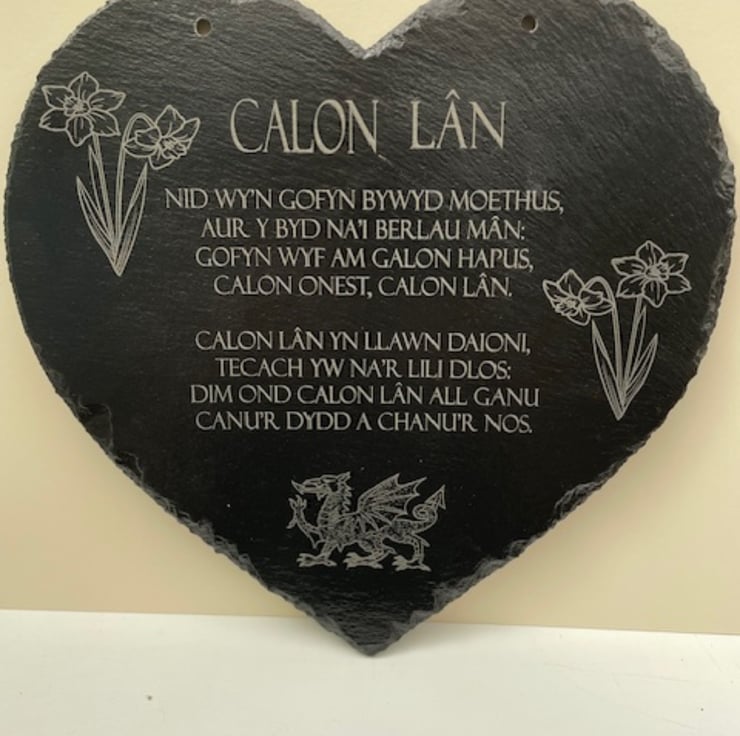 CALON LÂN
NID WY'N GOFYN BYWYD MOETHUS,
AUR Y BYD NA'I BERLAU MÂN:
GOFYN WYF AM GALON HAPUS,
CALON ONEST, CALON LÂN.
CALON LÂN YN LLAWN DAIONI,
TECACH YW NA'R LILI DLOS:
DIM OND CALON LÂN ALL GANU
CANU'R DYDD A CHANU'R NOS.